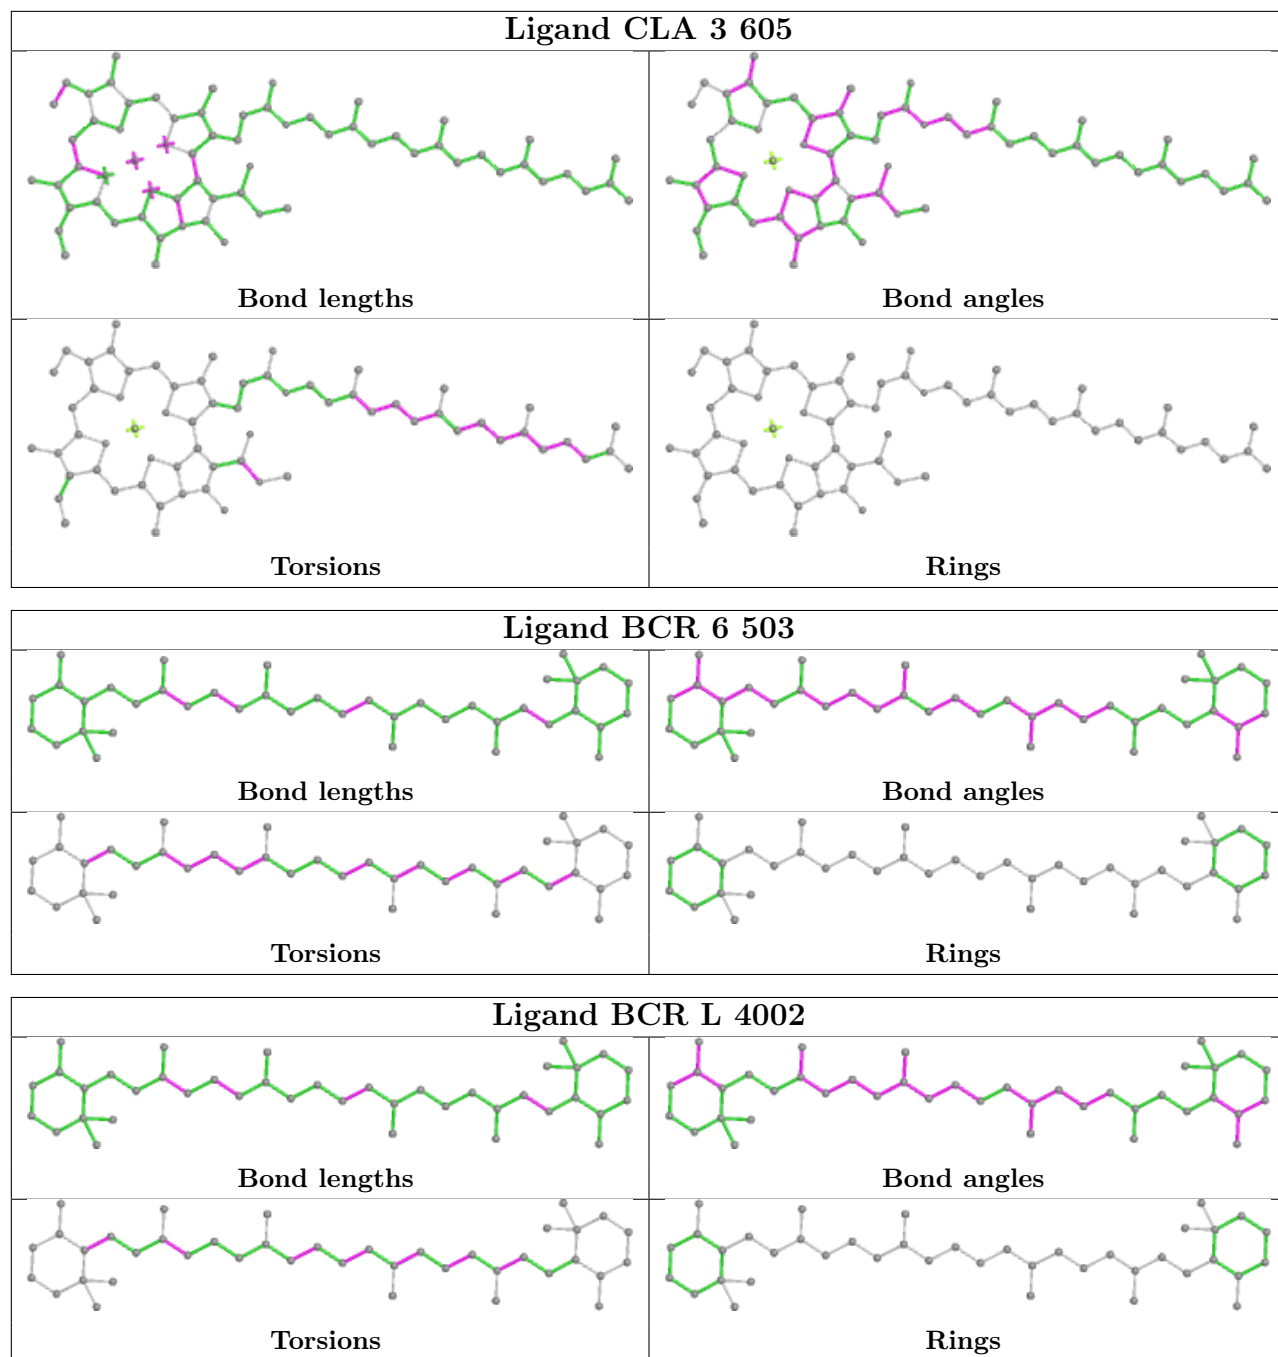 Ligand CLA 3 605
Bond lengths
Bond angles
Torsions
Rings
Ligand BCR 6 503
Bond lengths
Bond angles
Torsions
Rings
Ligand BCR L 4002
Bond lengths
Bond angles
Torsions
Rings